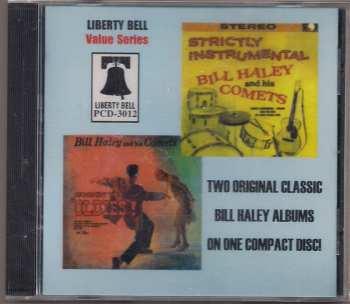 LIBERTY BELL
Value Series
LIBERTY BELL
PCD-3012
STEREO
STRICTLY
INSTRUMENTAL
BILL HALEY
and his
COMETS
Bill Haley and his Comets
TWO ORIGINAL CLASSIC
BILL HALEY ALBUMS
ON ONE COMPACT DISC!